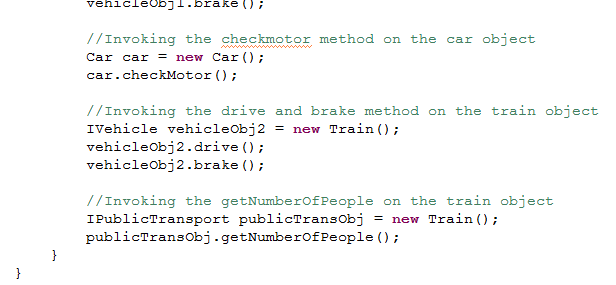 vehicleObj1.brake();
//Invoking the checkmotor method on the car object
Car car = new Car();
car.checkMotor();
//Invoking the drive and brake method on the train object
IVehicle vehicleObj2 = new Train();
vehicleObj2.drive();
vehicleObj2.brake();
//Invoking the getNumberOfPeople on the train object
IPublicTransport publicTransObj = new Train();
publicTransObj.getNumberOfPeople();
}
}